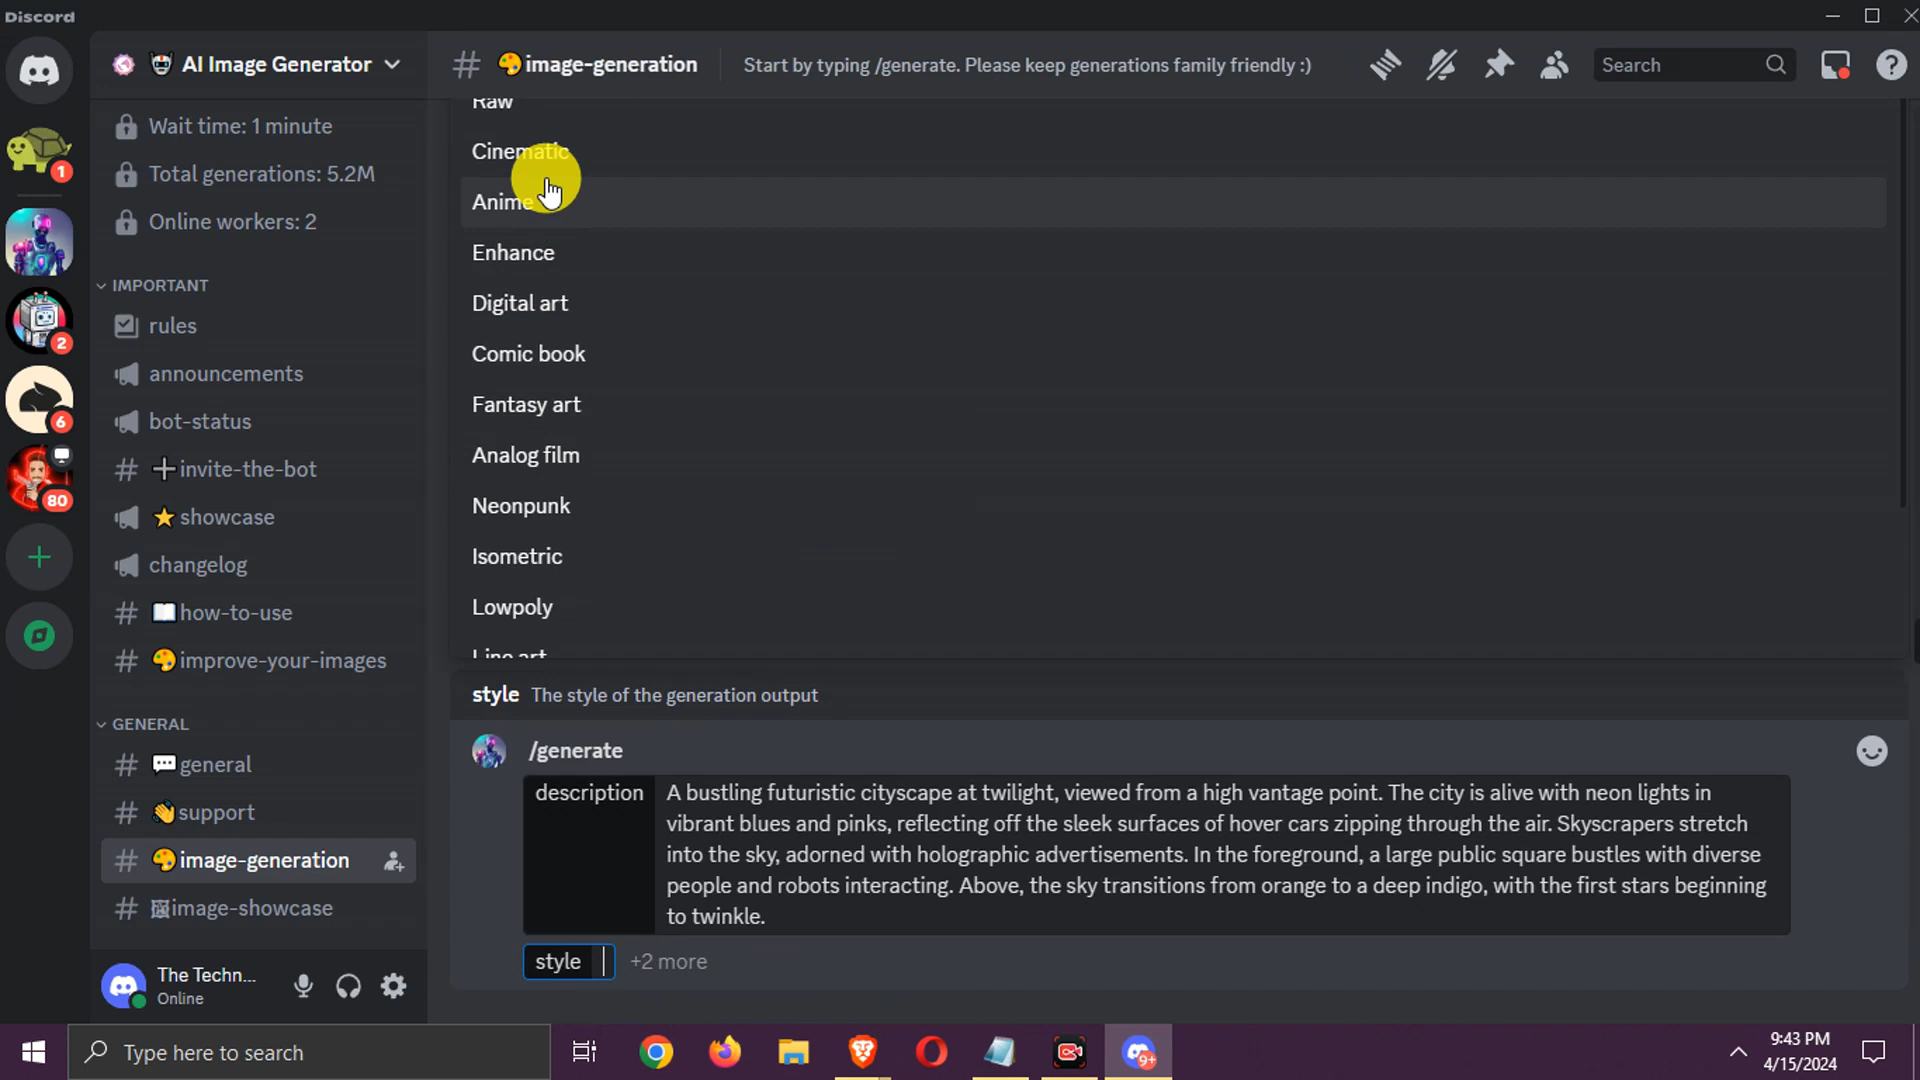 Discord
AI Image Generator
Wait time: 1 minute
Total generations: 5.2M
Online workers: 2
IMPORTANT
rules
announcements
bot-status
invite-the-bot
showcase
changelog
how-to-use
improve-your-images
GENERAL
general
support
image-generation
image-showcase
The Techn...
Online
1
2
6
80
image-generation
Start by typing /generate. Please keep generations family friendly :)
Search
Raw
Cinematic
Anime
Enhance
Digital art
Comic book
Fantasy art
Analog film
Neonpunk
Isometric
Lowpoly
Line art
style The style of the generation output
/generate
description A bustling futuristic cityscape at twilight, viewed from a high vantage point. The city is alive with neon lights in
vibrant blues and pinks, reflecting off the sleek surfaces of hover cars zipping through the air. Skyscrapers stretch
into the sky, adorned with holographic advertisements. In the foreground, a large public square bustles with diverse
people and robots interacting. Above, the sky transitions from orange to a deep indigo, with the first stars beginning
to twinkle.
style +2 more
Type here to search
9+
9:43 PM
4/15/2024